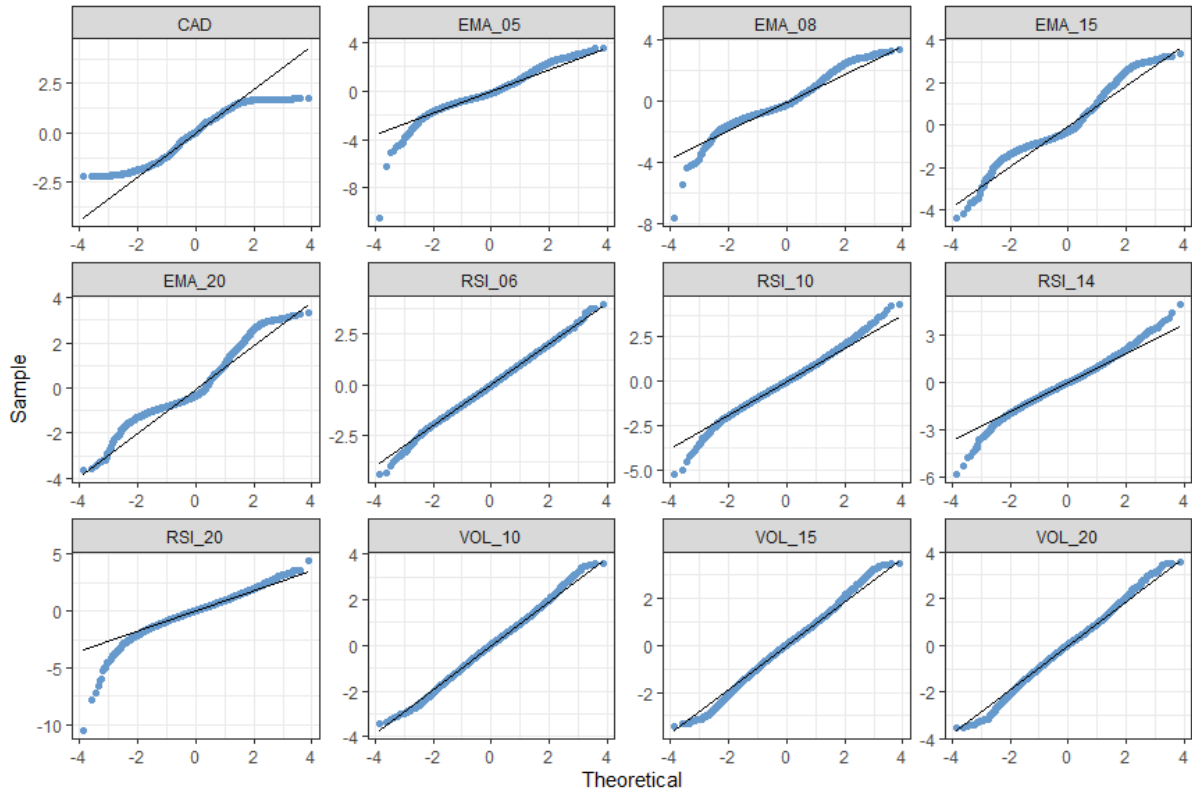 CAD EMA_05 EMA_08 EMA_15
2.5 0.0 -2.5
4 0 -4 -8
4 0 -4 -8
4 2 0 -2 -4
-4 -2 0 2 4 -4 -2 0 2 4 -4 -2 0 2 4 -4 -2 0 2 4
EMA_20 RSI_06 RSI_10 RSI_14
4 2 0 -2 -4
2.5 0.0 -2.5
2.5 0.0 -2.5 -5.0
3 0 -3 -6
-4 -2 0 2 4 -4 -2 0 2 4 -4 -2 0 2 4 -4 -2 0 2 4
Sample
RSI_20 VOL_10 VOL_15 VOL_20
5 0 -5 -10
4 2 0 -2 -4
4 2 0 -2
4 2 0 -2 -4
-4 -2 0 2 4 -4 -2 0 2 4 -4 -2 0 2 4 -4 -2 0 2 4
Theoretical